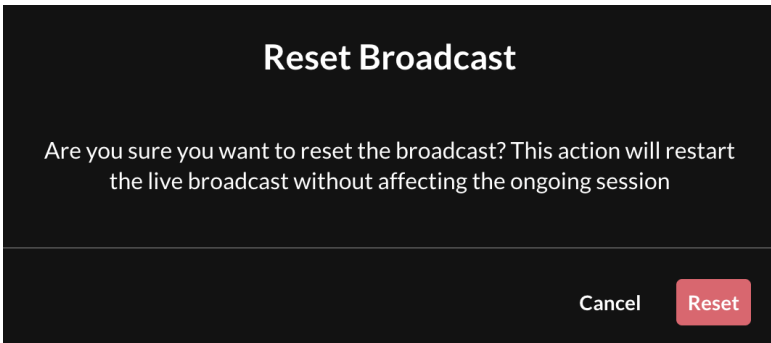 Reset Broadcast
Are you sure you want to reset the broadcast? This action will restart
the live broadcast without affecting the ongoing session
Cancel
Reset